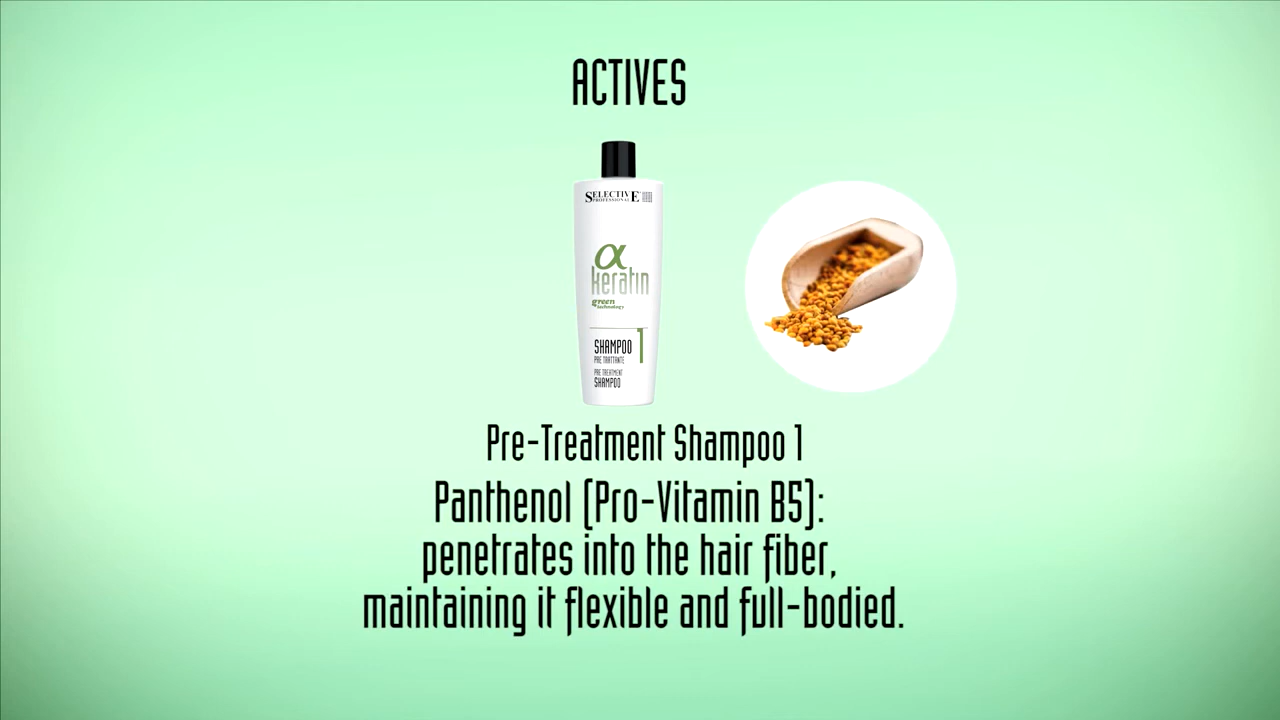 ACTIVES
SELECTIVE
PROFESSIONAL
α
keratin
green
technology
SHAMPOO 1
PRE TRATTANTE
PRE TREATMENT
SHAMPOO
Pre-Treatment Shampoo 1
Panthenol (Pro-Vitamin B5):
penetrates into the hair fiber,
maintaining it flexible and full-bodied.